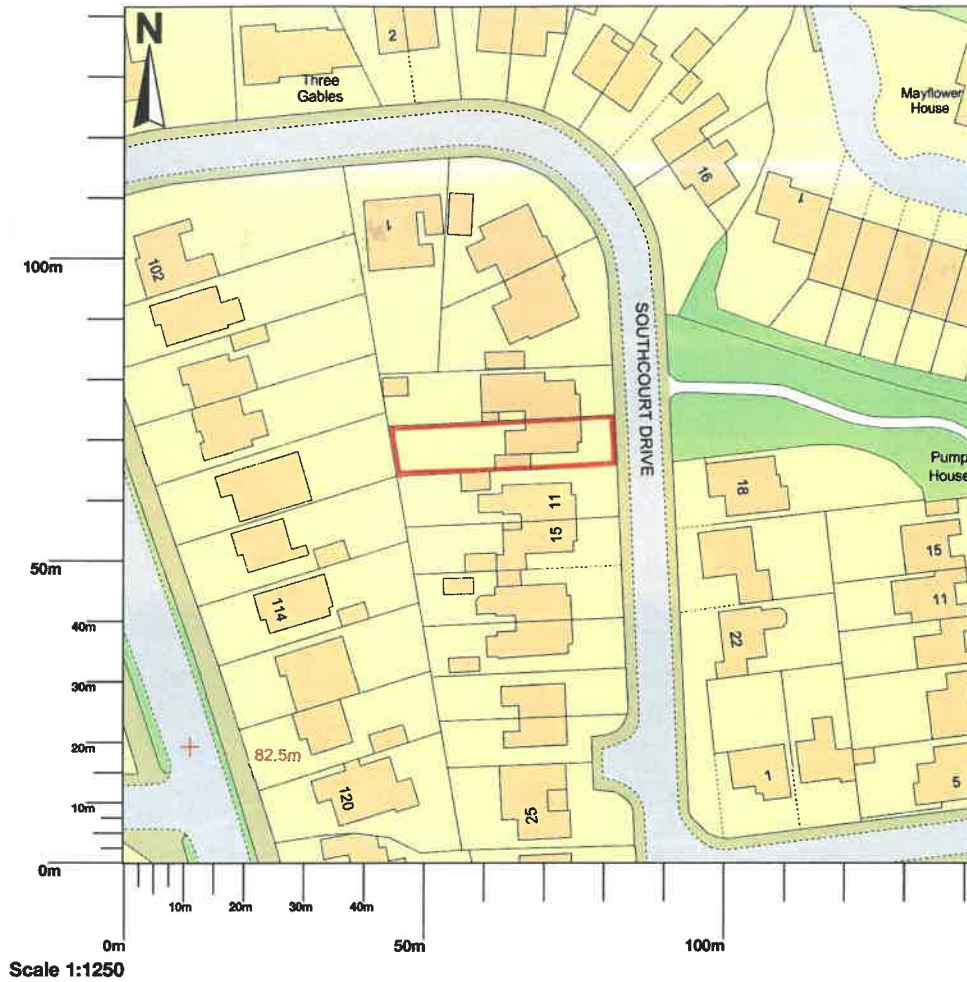 N
2
Three
Gables
Mayflower
House
16
1
1
102
100m
SOUTHCOURT DRIVE
Pump
House
18
11
15
15
11
50m
114
40m
22
30m
20m
82.5m
1
5
120
25
10m
0m
10m
20m
30m
40m
0m
50m
100m
Scale 1:1250